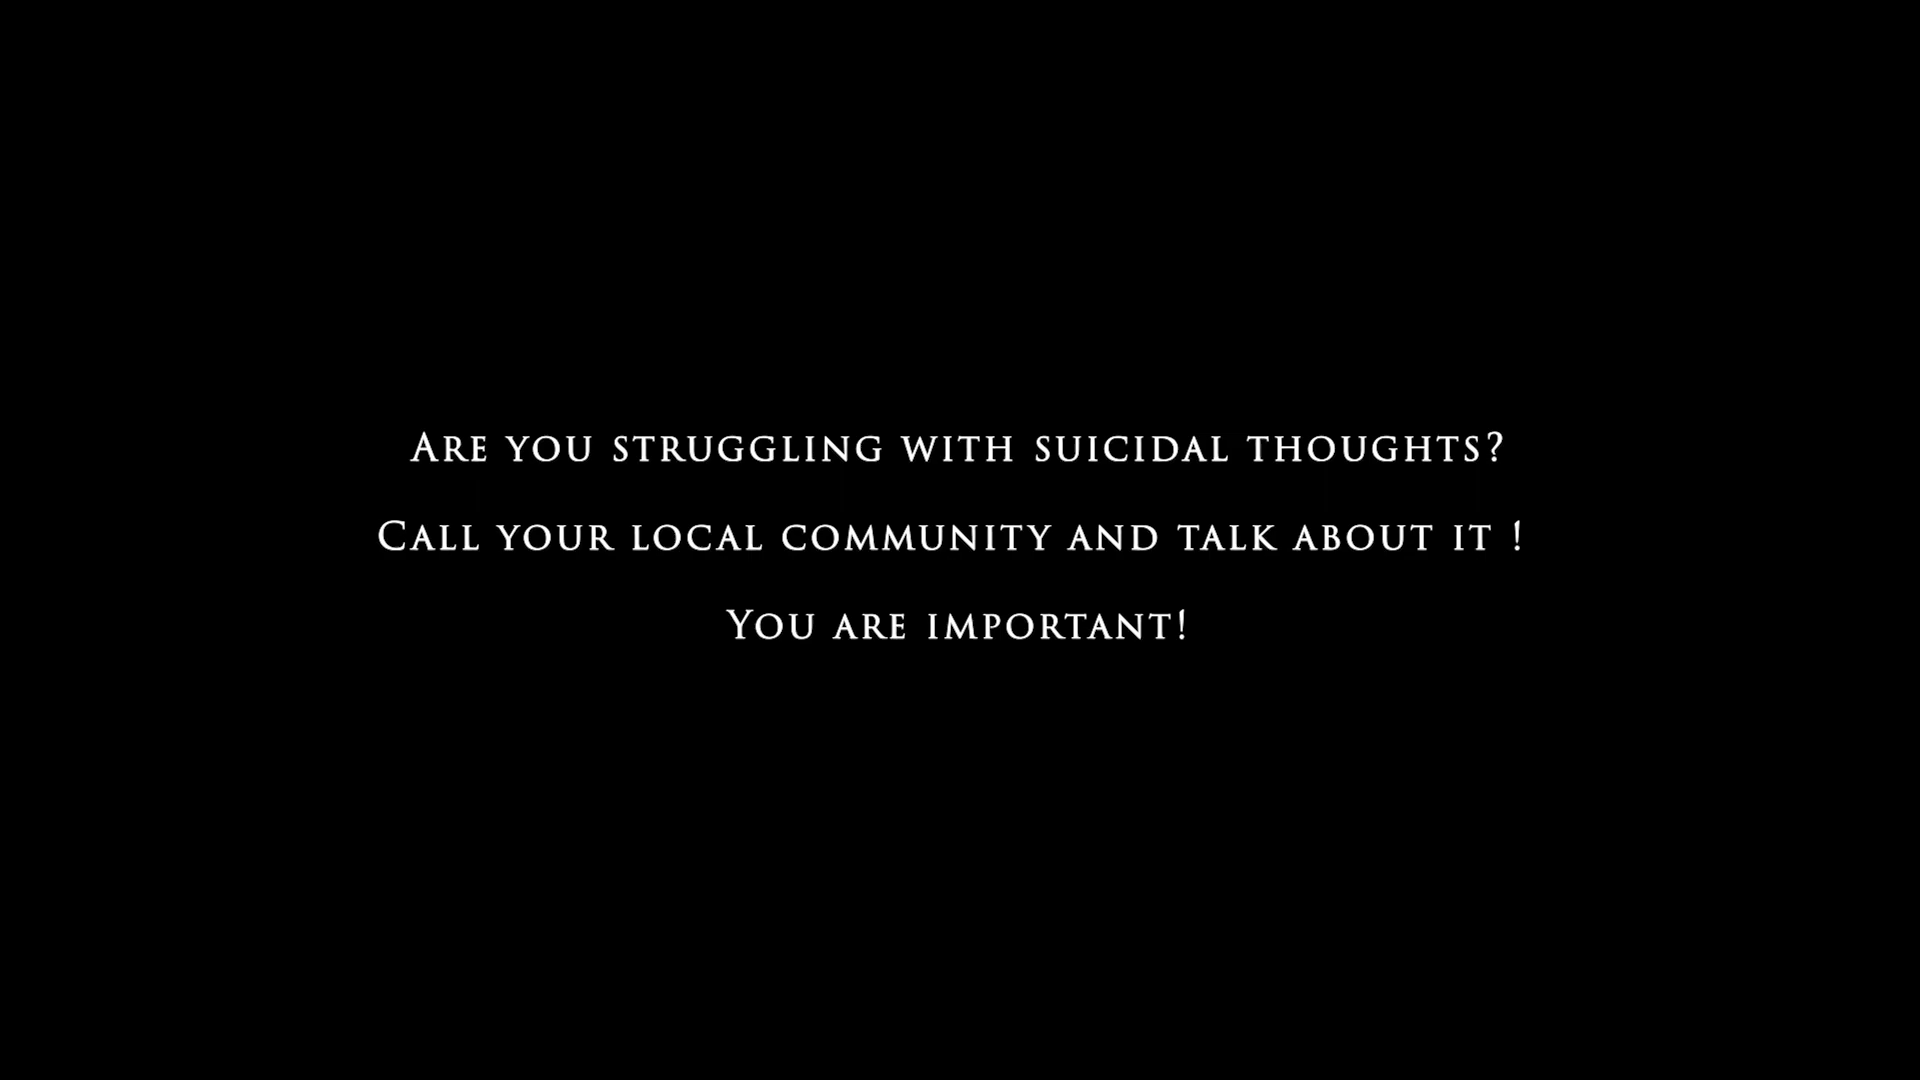 Are you struggling with suicidal thoughts?
Call your local community and talk about it !
You are important!